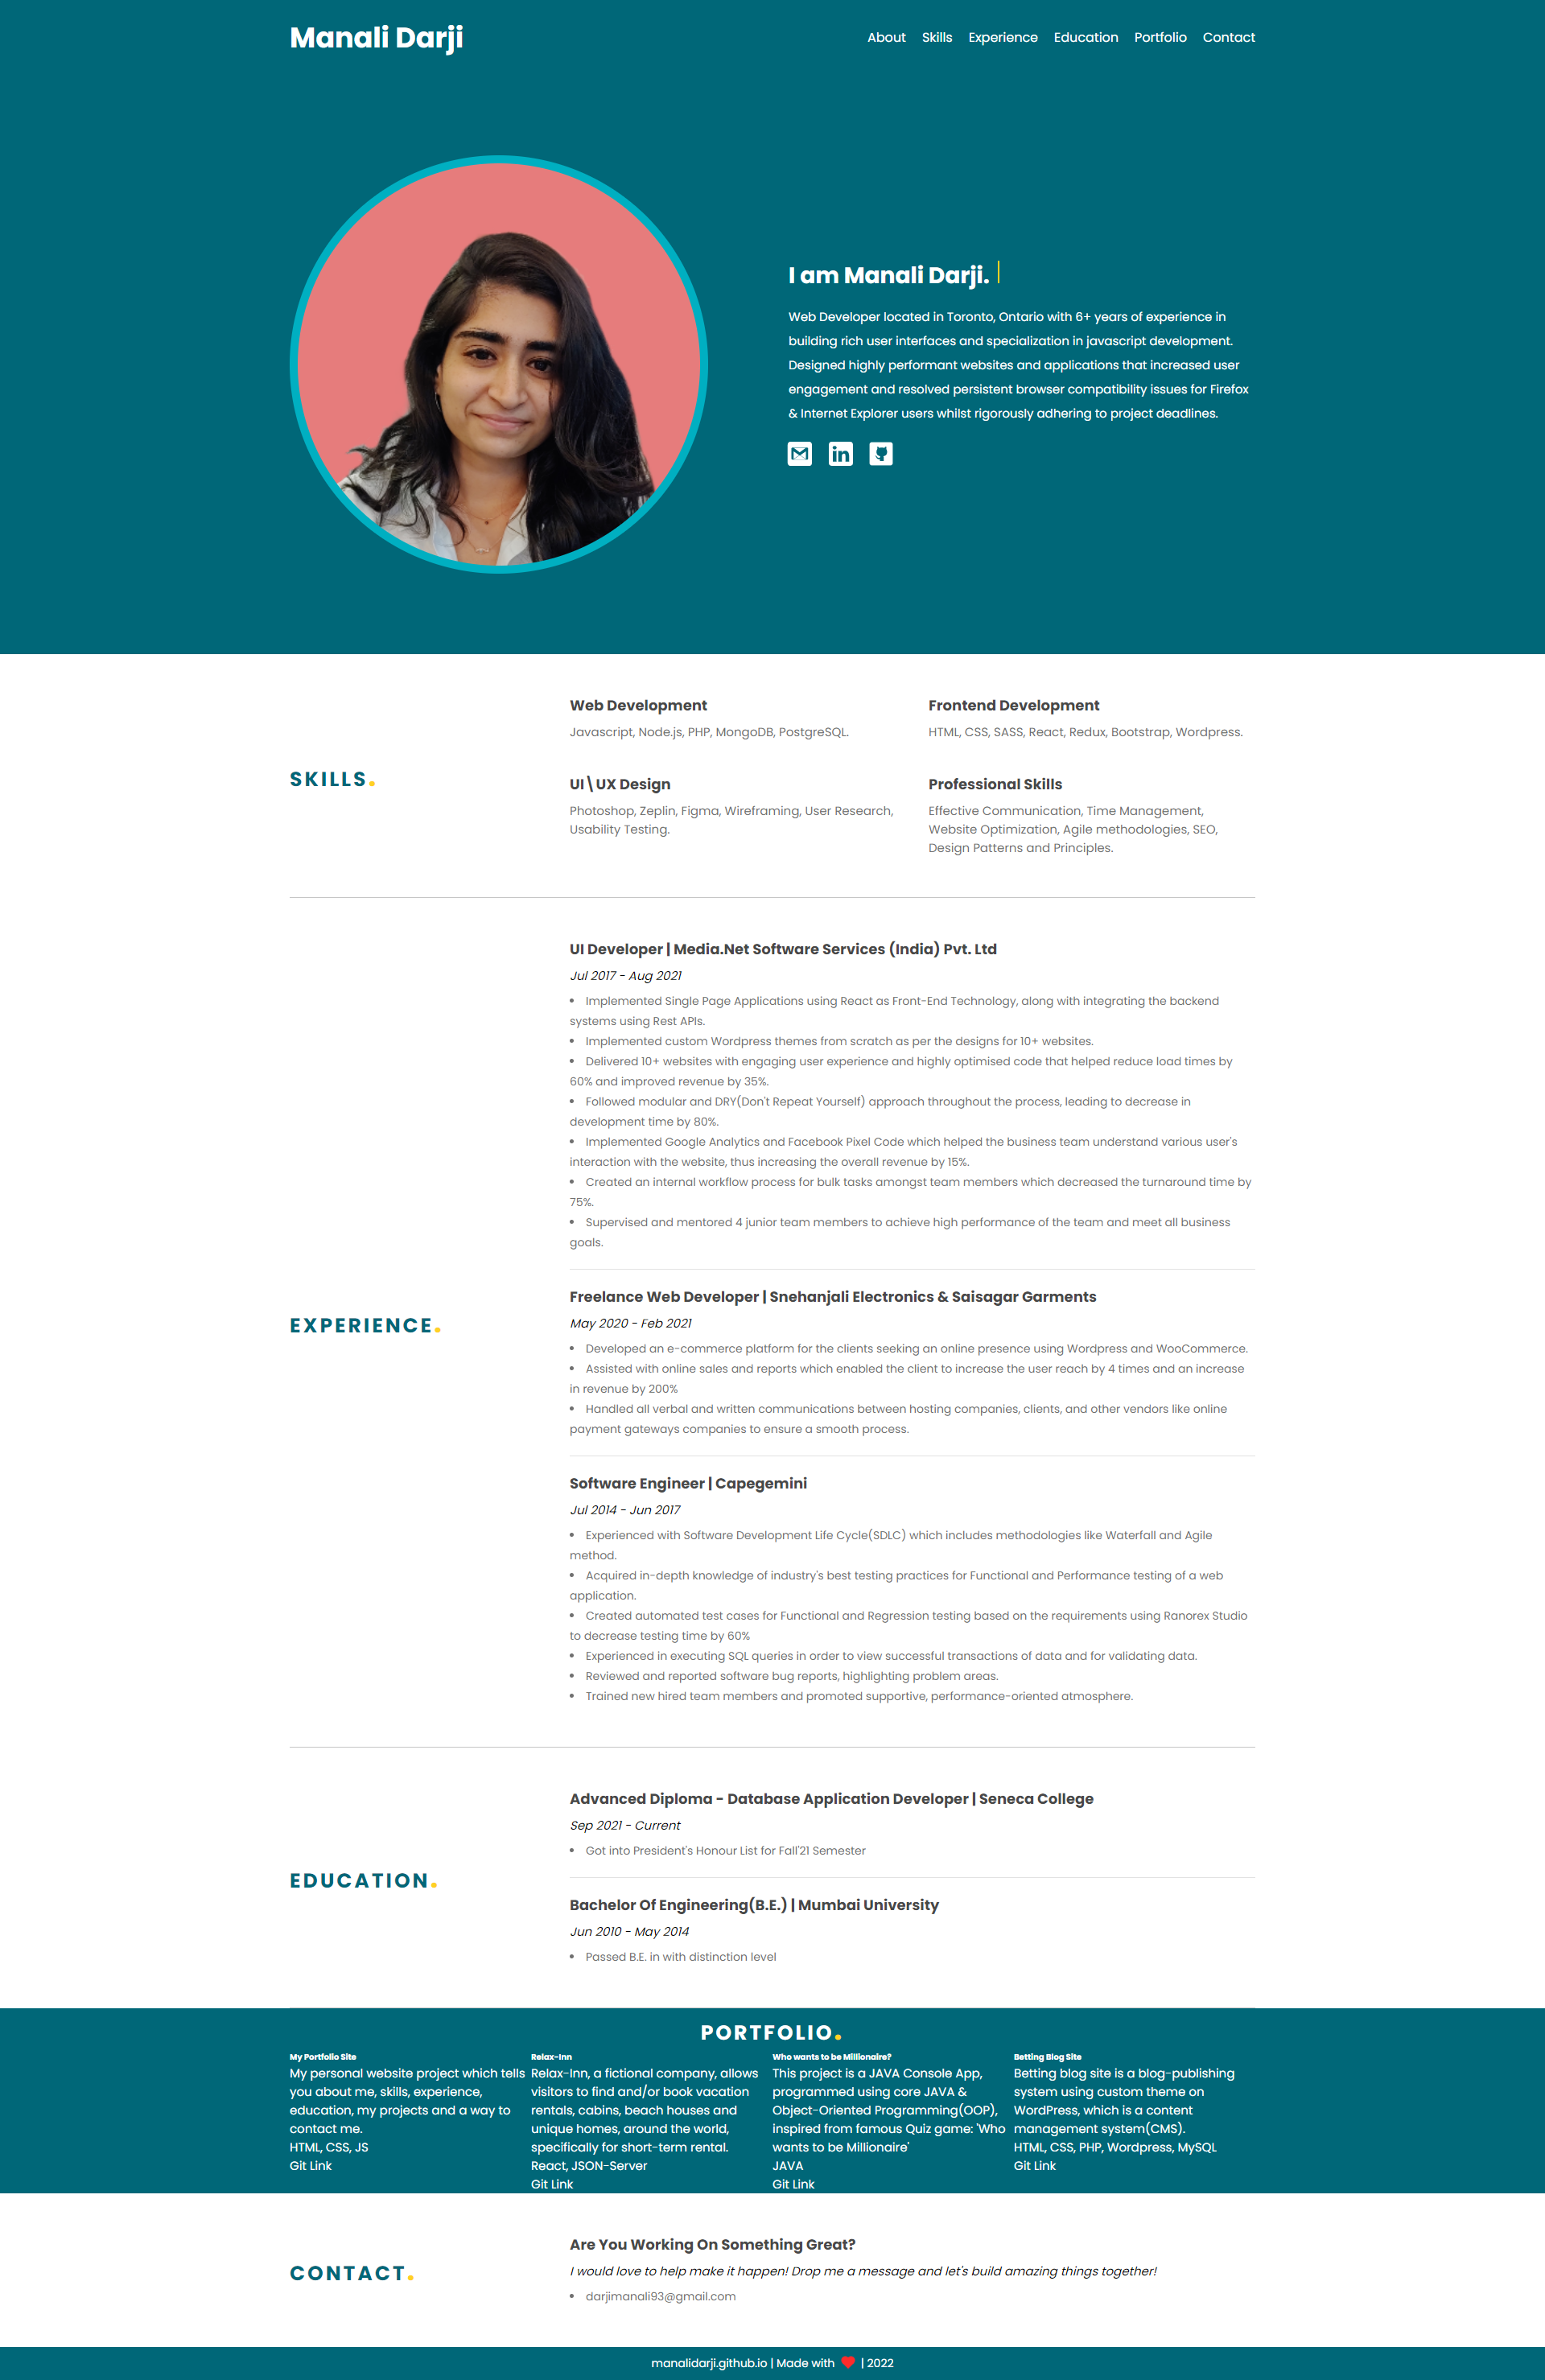 Manali Darji
About Skills Experience Education Portfolio Contact
I am Manali Darji.
Web Developer located in Toronto, Ontario with 6+ years of experience in
building rich user interfaces and specialization in javascript development.
Designed highly performant websites and applications that increased user
engagement and resolved persistent browser compatibility issues for Firefox
& Internet Explorer users whilst rigorously adhering to project deadlines.
SKILLS.
Web Development
Javascript, Node.js, PHP, MongoDB, PostgreSQL.
Frontend Development
HTML, CSS, SASS, React, Redux, Bootstrap, Wordpress.
UI\UX Design
Photoshop, Zeplin, Figma, Wireframing, User Research,
Usability Testing.
Professional Skills
Effective Communication, Time Management,
Website Optimization, Agile methodologies, SEO,
Design Patterns and Principles.
EXPERIENCE.
UI Developer | Media.Net Software Services (India) Pvt. Ltd
Jul 2017 - Aug 2021
• Implemented Single Page Applications using React as Front-End Technology, along with integrating the backend
systems using Rest APIs.
• Implemented custom Wordpress themes from scratch as per the designs for 10+ websites.
• Delivered 10+ websites with engaging user experience and highly optimised code that helped reduce load times by
60% and improved revenue by 35%.
• Followed modular and DRY(Don't Repeat Yourself) approach throughout the process, leading to decrease in
development time by 80%.
• Implemented Google Analytics and Facebook Pixel Code which helped the business team understand various user's
interaction with the website, thus increasing the overall revenue by 15%.
• Created an internal workflow process for bulk tasks amongst team members which decreased the turnaround time by
75%.
• Supervised and mentored 4 junior team members to achieve high performance of the team and meet all business
goals.
Freelance Web Developer | Snehanjali Electronics & Saisagar Garments
May 2020 - Feb 2021
• Developed an e-commerce platform for the clients seeking an online presence using Wordpress and WooCommerce.
• Assisted with online sales and reports which enabled the client to increase the user reach by 4 times and an increase
in revenue by 200%
• Handled all verbal and written communications between hosting companies, clients, and other vendors like online
payment gateways companies to ensure a smooth process.
Software Engineer | Capegemini
Jul 2014 - Jun 2017
• Experienced with Software Development Life Cycle(SDLC) which includes methodologies like Waterfall and Agile
method.
• Acquired in-depth knowledge of industry's best testing practices for Functional and Performance testing of a web
application.
• Created automated test cases for Functional and Regression testing based on the requirements using Ranorex Studio
to decrease testing time by 60%
• Experienced in executing SQL queries in order to view successful transactions of data and for validating data.
• Reviewed and reported software bug reports, highlighting problem areas.
• Trained new hired team members and promoted supportive, performance-oriented atmosphere.
EDUCATION.
Advanced Diploma - Database Application Developer | Seneca College
Sep 2021 - Current
• Got into President's Honour List for Fall'21 Semester
Bachelor Of Engineering(B.E.) | Mumbai University
Jun 2010 - May 2014
• Passed B.E. in with distinction level
PORTFOLIO.
My Portfolio Site
My personal website project which tells
you about me, skills, experience,
education, my projects and a way to
contact me.
HTML, CSS, JS
Git Link
Relax-Inn
Relax-Inn, a fictional company, allows
visitors to find and/or book vacation
rentals, cabins, beach houses and
unique homes, around the world,
specifically for short-term rental.
React, JSON-Server
Git Link
Who wants to be Millionaire?
This project is a JAVA Console App,
programmed using core JAVA &
Object-Oriented Programming(OOP),
inspired from famous Quiz game: 'Who
wants to be Millionaire'
JAVA
Git Link
Betting Blog Site
Betting blog site is a blog-publishing
system using custom theme on
WordPress, which is a content
management system(CMS).
HTML, CSS, PHP, Wordpress, MySQL
Git Link
CONTACT.
Are You Working On Something Great?
I would love to help make it happen! Drop me a message and let's build amazing things together!
• darjimanali93@gmail.com
manalidarji.github.io | Made with ❤ | 2022